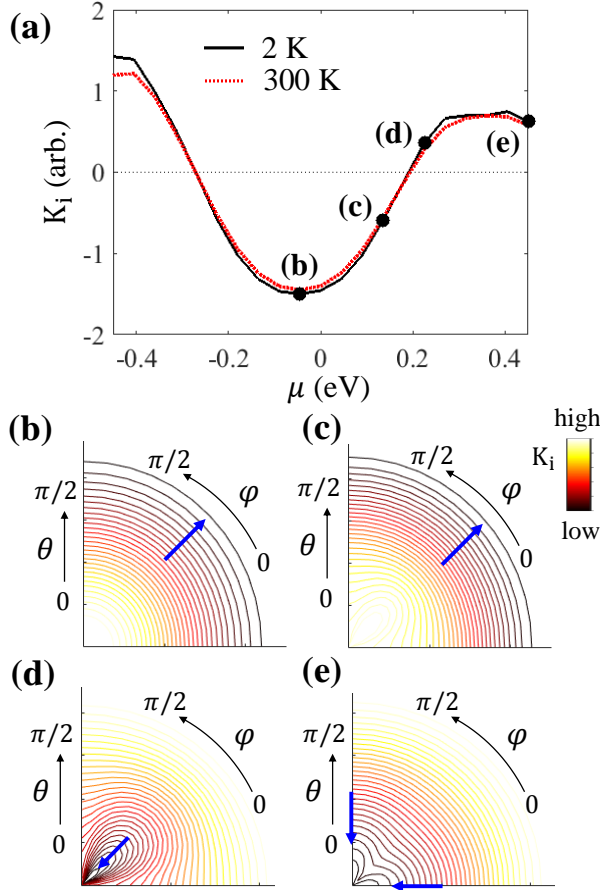 (a)
2
1
0
-1
-2
K_i (arb.)
2 K
300 K
(d)
(e)
(c)
(b)
-0.4 -0.2 0 0.2 0.4
μ (eV)
(b)
π/2
π/2
φ
θ
0
0
(c)
π/2
π/2
φ
θ
0
0
high
K_i
low
(d)
π/2
π/2
φ
θ
0
0
(e)
π/2
π/2
φ
θ
0
0